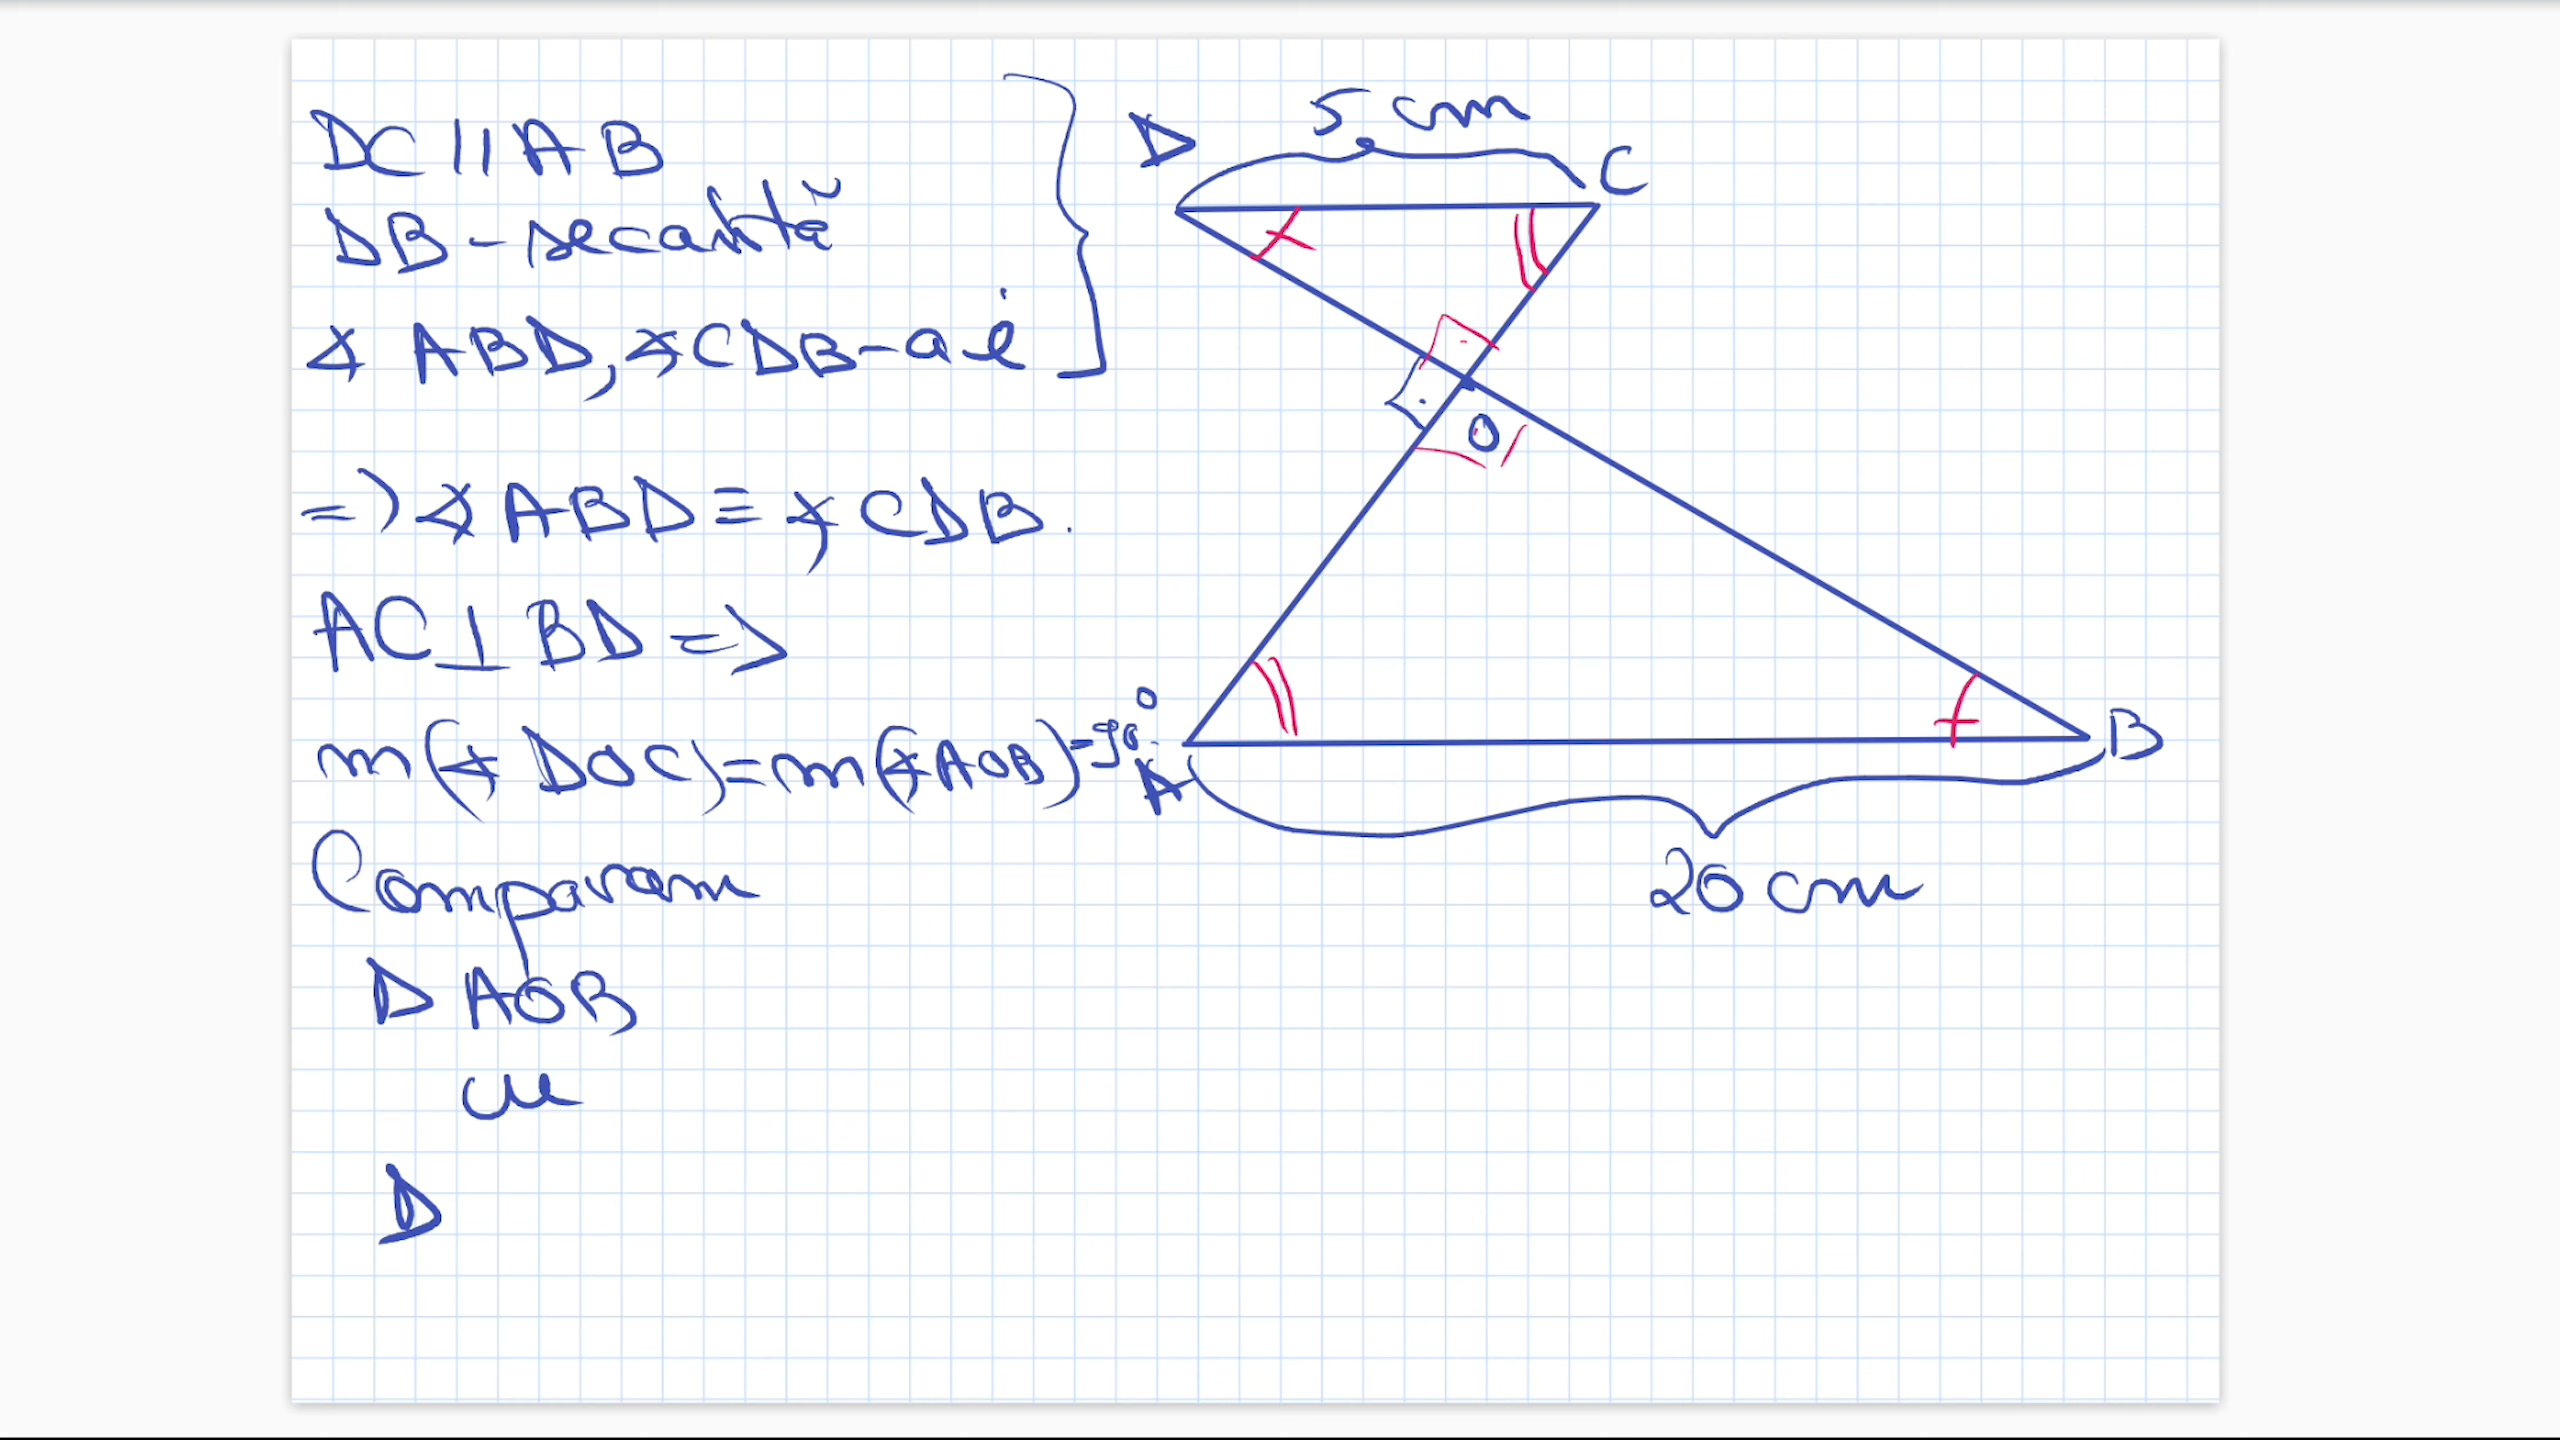 DC || AB
DB - secantă
∢ ABD, ∢ CDB - a i
=> ∢ ABD ≡ ∢ CDB.
AC ⊥ BD =>
m(∢ DOC) = m(∢ AOB) = 90°.
Comparam
Δ AOB
cu
Δ
D
5 cm
C
O
A
B
20 cm